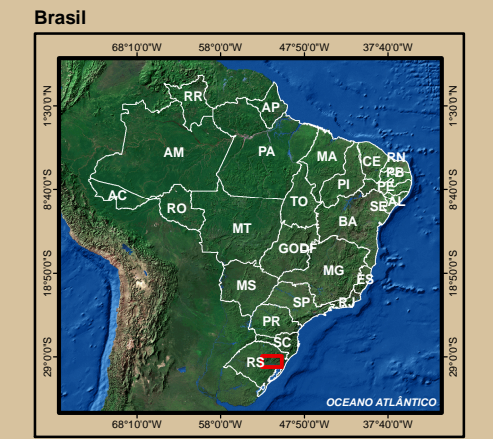 Brasil
68°10'0"W 58°0'0"W 47°50'0"W 37°40'0"W
1°30'0"N 1°30'0"N
RR AP
AM PA MA CE RN
PB
PI PE
AC RO TO AL
SE
MT BA
GO DF
MG
MS ES
SP RJ
PR
SC
RS
8°40'0"S 8°40'0"S
18°50'0"S 18°50'0"S
29°0'0"S 29°0'0"S
OCEANO ATLÂNTICO
68°10'0"W 58°0'0"W 47°50'0"W 37°40'0"W